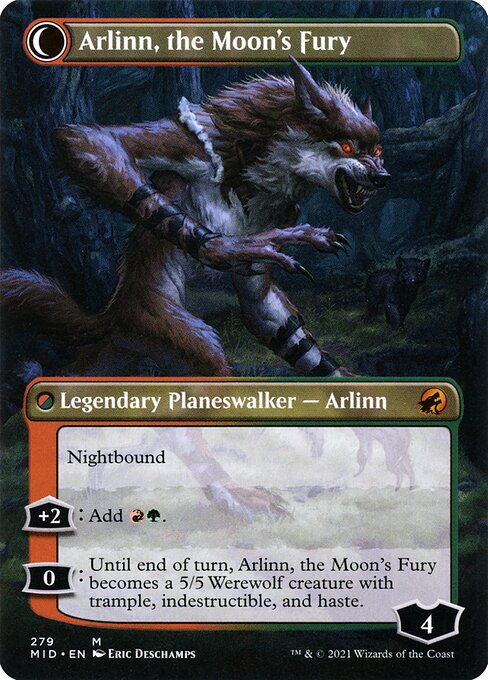 Arlinn, the Moon's Fury
Legendary Planeswalker — Arlinn
Nightbound
+2 : Add .
0 : Until end of turn, Arlinn, the Moon's Fury
becomes a 5/5 Werewolf creature with
trample, indestructible, and haste.
4
279 M
MID • EN Eric Deschamps
™ & © 2021 Wizards of the Coast